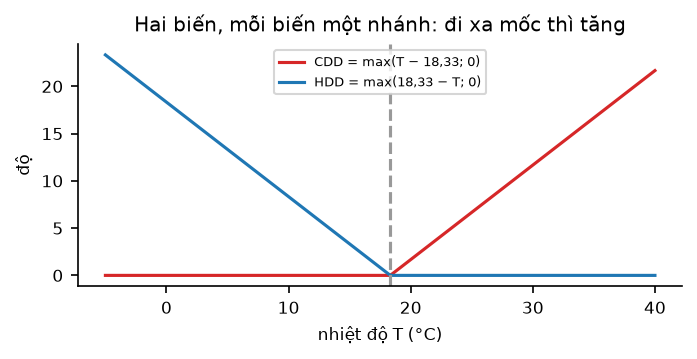 Hai biến, mỗi biến một nhánh: đi xa mốc thì tăng
CDD = max(T − 18,33; 0)
HDD = max(18,33 − T; 0)
độ
20
15
10
5
0
0 10 20 30 40
nhiệt độ T (°C)